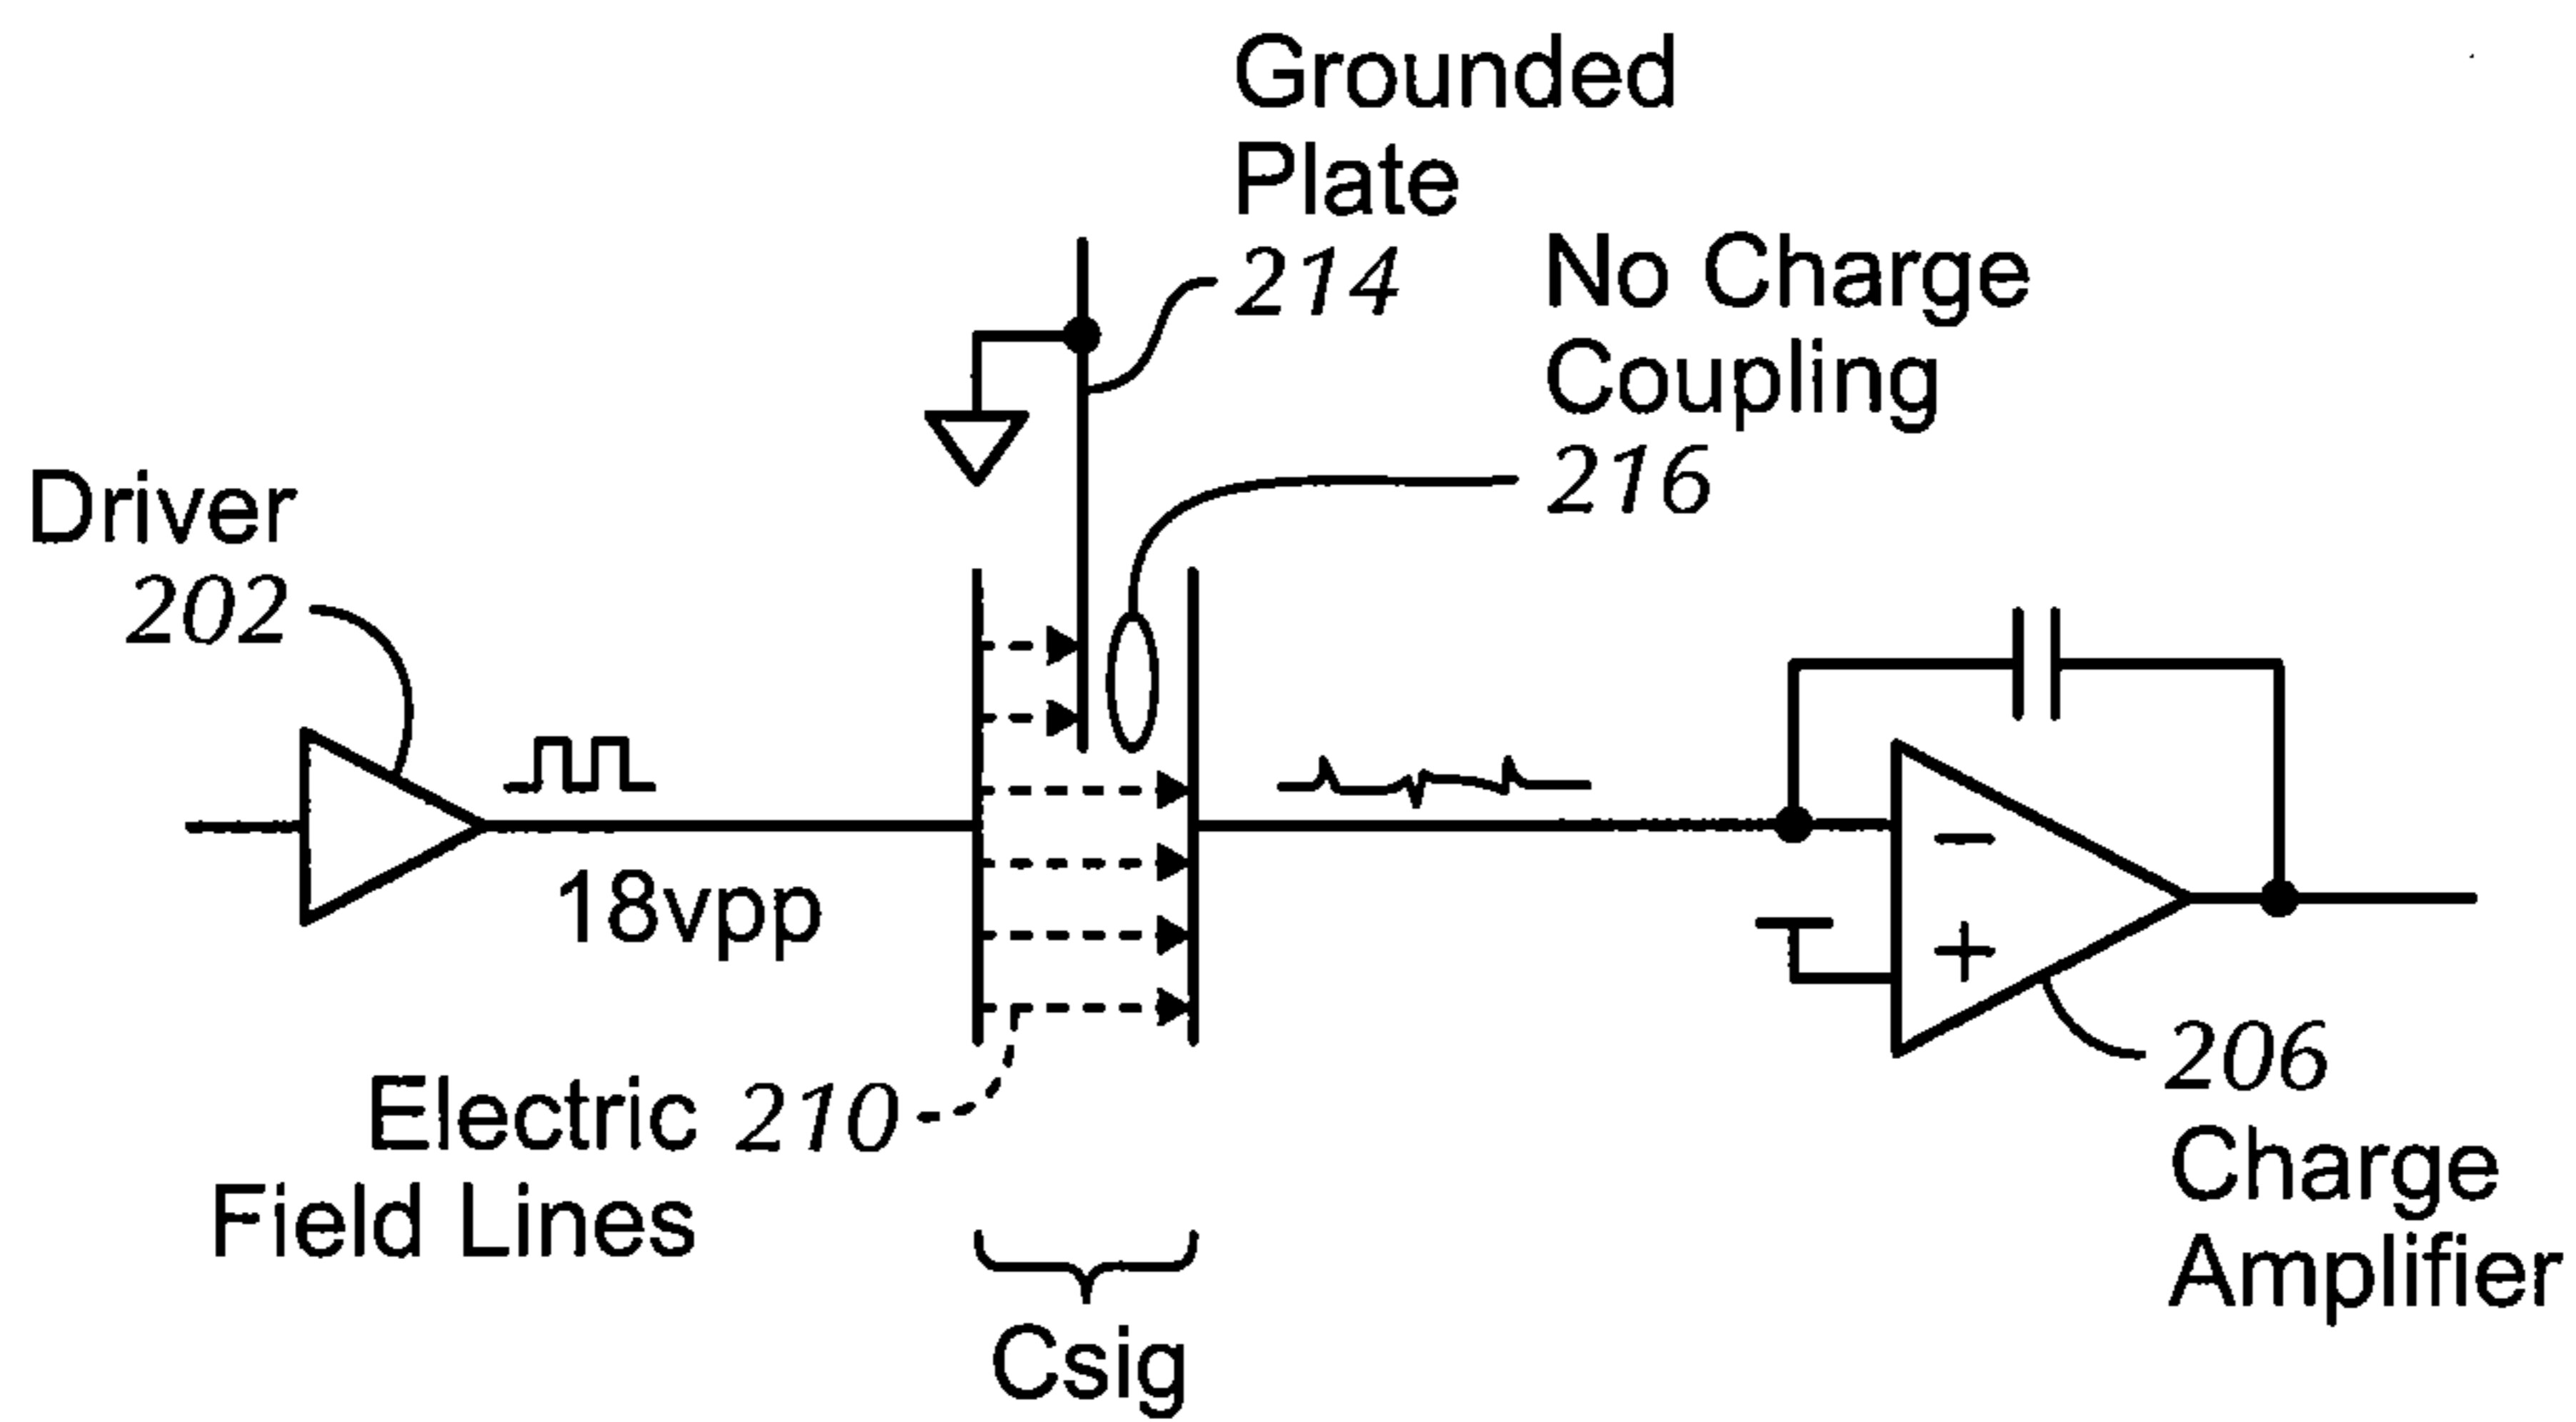 Grounded
Plate
214
No Charge
Coupling
216
Driver
202
18vpp
−
+
Electric 210
Field Lines
206
Charge
Amplifier
Csig